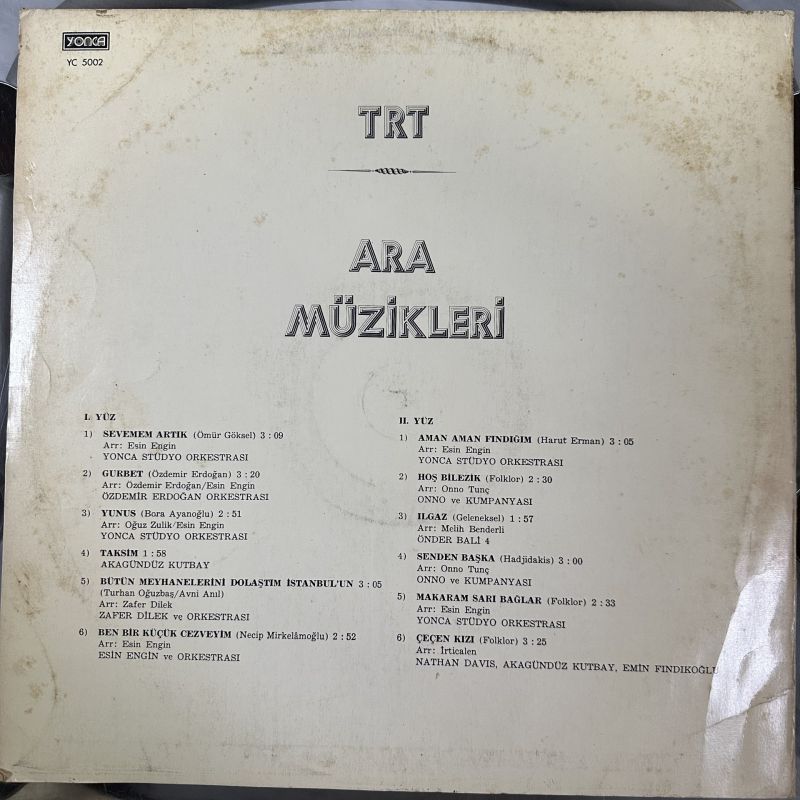 YONCA
YC 5002
TRT
ARA
MÜZİKLERİ
I. YÜZ
1) SEVEMEM ARTIK (Ömür Göksel) 3 : 09
Arr: Esin Engin
YONCA STÜDYO ORKESTRASI
2) GURBET (Özdemir Erdoğan) 3 : 20
Arr: Özdemir Erdoğan/Esin Engin
ÖZDEMİR ERDOĞAN ORKESTRASI
3) YUNUS (Bora Ayanoğlu) 2 : 51
Arr: Oğuz Zulik/Esin Engin
YONCA STÜDYO ORKESTRASI
4) TAKSİM 1 : 58
AKAGÜNDÜZ KUTBAY
5) BÜTÜN MEYHANELERİNİ DOLAŞTIM İSTANBUL'UN 3 : 05
(Turhan Oğuzbaş/Avni Anıl)
Arr: Zafer Dilek
ZAFER DİLEK ve ORKESTRASI
6) BEN BİR KÜÇÜK CEZVEYİM (Necip Mirkelâmoğlu) 2 : 52
Arr: Esin Engin
ESİN ENGİN ve ORKESTRASI
II. YÜZ
1) AMAN AMAN FINDIĞIM (Harut Erman) 3 : 05
Arr: Esin Engin
YONCA STÜDYO ORKESTRASI
2) HOŞ BİLEZİK (Folklor) 2 : 30
Arr: Onno Tunç
ONNO ve KUMPANYASI
3) ILGAZ (Geleneksel) 1 : 57
Arr: Melih Benderli
ÖNDER BALİ 4
4) SENDEN BAŞKA (Hadjidakis) 3 : 00
Arr: Onno Tunç
ONNO ve KUMPANYASI
5) MAKARAM SARI BAĞLAR (Folklor) 2 : 33
Arr: Esin Engin
YONCA STÜDYO ORKESTRASI
6) ÇEÇEN KIZI (Folklor) 3 : 25
Arr: İrticalen
NATHAN DAVIS, AKAGÜNDÜZ KUTBAY, EMİN FINDIKOĞLU